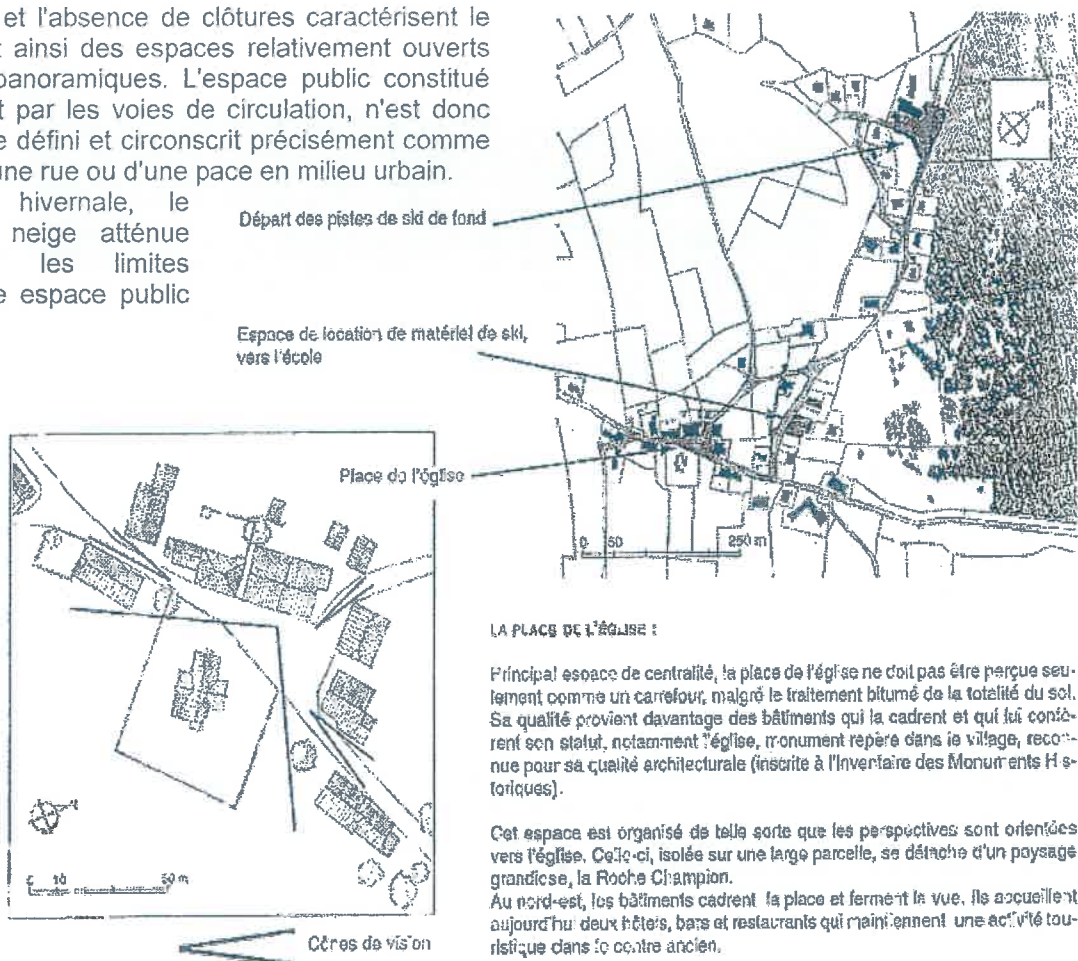 et l'absence de clôtures caractérisent le
ainsi des espaces relativement ouverts
panoramiques. L'espace public constitué
t par les voies de circulation, n'est donc
e défini et circonscrit précisément comme
une rue ou d'une pace en milieu urbain.
hivernale, le
neige atténue
les limites
e espace public
Départ des pistes de ski de fond
Espace de location de matériel de ski,
vers l'école
Place de l'église
0 50 250 m
LA PLACE DE L'ÉGLISE :
Principal espace de centralité, la place de l'église ne doit pas être perçue seu-
lement comme un carrefour, malgré le traitement bitumé de la totalité du sol.
Sa qualité provient davantage des bâtiments qui la cadrent et qui lui confè-
rent son statut, notamment l'église, monument repère dans le village, recon-
nue pour sa qualité architecturale (inscrite à l'Inventaire des Monuments His-
toriques).
Cet espace est organisé de telle sorte que les perspectives sont orientées
vers l'église. Celle-ci, isolée sur une large parcelle, se détache d'un paysage
grandiose, la Roche Champion.
Au nord-est, les bâtiments cadrent la place et ferment la vue. Ils accueillent
aujourd'hui deux hôtels, bars et restaurants qui maintiennent une activité tou-
ristique dans le centre ancien.
0 10 50 m
Cônes de vision